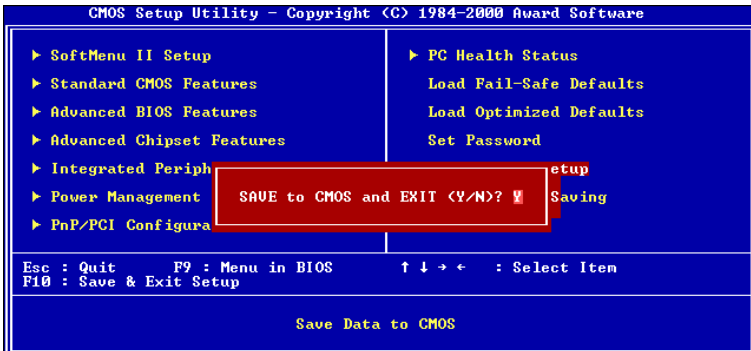 CMOS Setup Utility - Copyright (C) 1984-2000 Award Software
SoftMenu II Setup
Standard CMOS Features
Advanced BIOS Features
Advanced Chipset Features
Integrated Periph
Power Management
PnP/PCI Configura
PC Health Status
Load Fail-Safe Defaults
Load Optimized Defaults
Set Password
etup
Saving
SAVE to CMOS and EXIT (Y/N)? Y
Esc : Quit F9 : Menu in BIOS ↑ ↓ → ← : Select Item
F10 : Save & Exit Setup
Save Data to CMOS